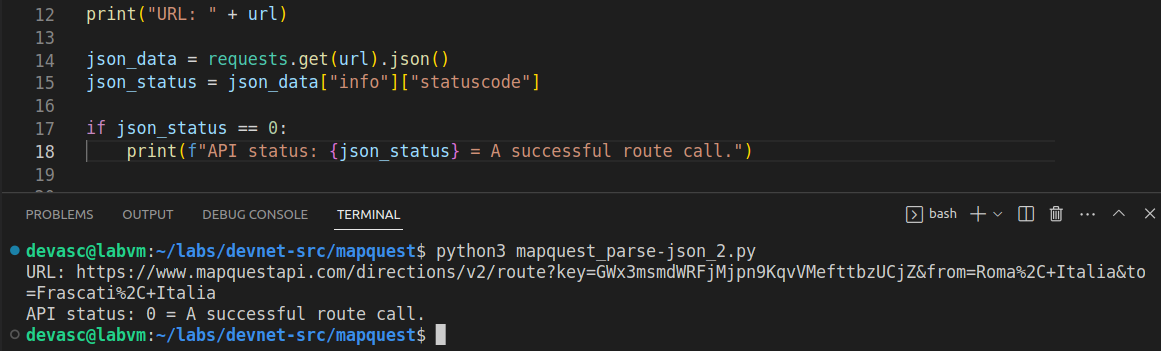 12 print("URL: " + url)
13
14 json_data = requests.get(url).json()
15 json_status = json_data["info"]["statuscode"]
16
17 if json_status == 0:
18     print(f"API status: {json_status} = A successful route call.")
19
20
PROBLEMS OUTPUT DEBUG CONSOLE TERMINAL bash
devasc@labvm:~/labs/devnet-src/mapquest$ python3 mapquest_parse-json_2.py
URL: https://www.mapquestapi.com/directions/v2/route?key=GWx3msmdWRFjMjpn9KqvVMefttbzUCjZ&from=Roma%2C+Italia&to
=Frascati%2C+Italia
API status: 0 = A successful route call.
devasc@labvm:~/labs/devnet-src/mapquest$